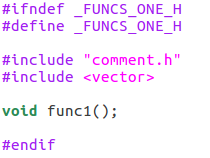 #ifndef _FUNCS_ONE_H
#define _FUNCS_ONE_H
#include "comment.h"
#include <vector>
void func1();
#endif